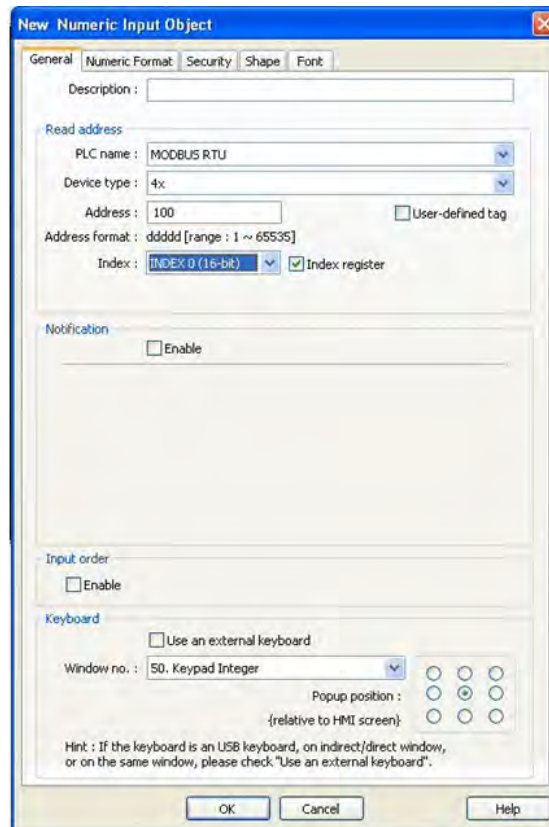 New Numeric Input Object
General Numeric Format Security Shape Font
Description :
Read address
PLC name : MODBUS RTU
Device type : 4x
Address : 100 User-defined tag
Address format : ddddd [range : 1 ~ 65535]
Index : INDEX 0 (16-bit) Index register
Notification
Enable
Input order
Enable
Keyboard
Use an external keyboard
Window no. : 50. Keypad Integer
Popup position :
{relative to HMI screen}
Hint : If the keyboard is an USB keyboard, on indirect/direct window,
or on the same window, please check "Use an external keyboard".
OK Cancel Help